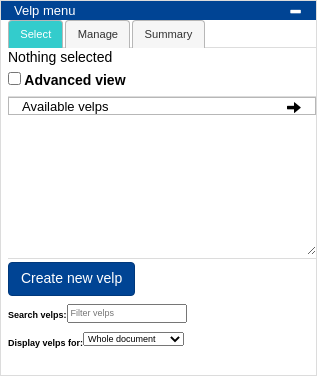 Velp menu
Select Manage Summary
Nothing selected
Advanced view
Available velps
Create new velp
Search velps: Filter velps
Display velps for: Whole document